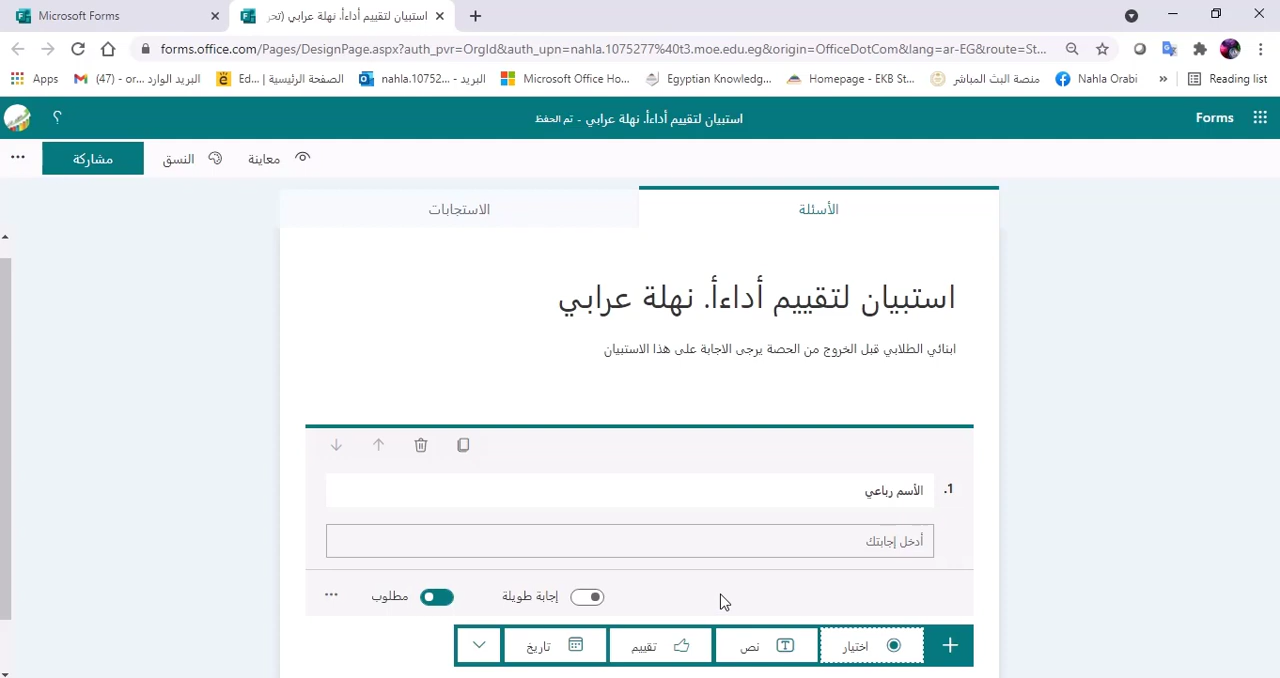 Microsoft Forms
استبيان لتقييم أداءأ. نهلة عرابي (تحر
forms.office.com/Pages/DesignPage.aspx?auth_pvr=OrgId&auth_upn=nahla.1075277%40t3.moe.edu.eg&origin=OfficeDotCom&lang=ar-EG&route=St...
Apps
البريد الوارد (47) - or...
الصفحة الرئيسية | Ed...
البريد - nahla.10752...
Microsoft Office Ho...
Egyptian Knowledg...
Homepage - EKB St...
منصة البث المباشر
Nahla Orabi
»
Reading list
Forms
استبيان لتقييم أداءأ. نهلة عرابي - تم الحفظ
؟
معاينة
النسق
مشاركة
...
الأسئلة
الاستجابات
استبيان لتقييم أداءأ. نهلة عرابي
ابنائي الطلابي قبل الخروج من الحصة يرجى الاجابة على هذا الاستبيان
1.
الأسم رباعي
أدخل إجابتك
إجابة طويلة
مطلوب
...
اختيار
نص
تقييم
تاريخ